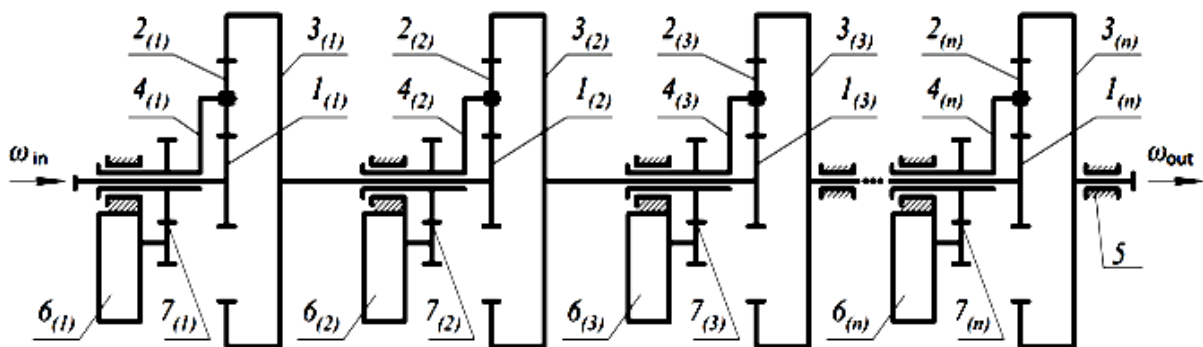 2(1) 3(1) 2(2) 3(2) 2(3) 3(3) 2(n) 3(n)
4(1) 1(1) 4(2) 1(2) 4(3) 1(3) 4(n) 1(n)
ωin ωout
5
6(1) 7(1) 6(2) 7(2) 6(3) 7(3) 6(n) 7(n)